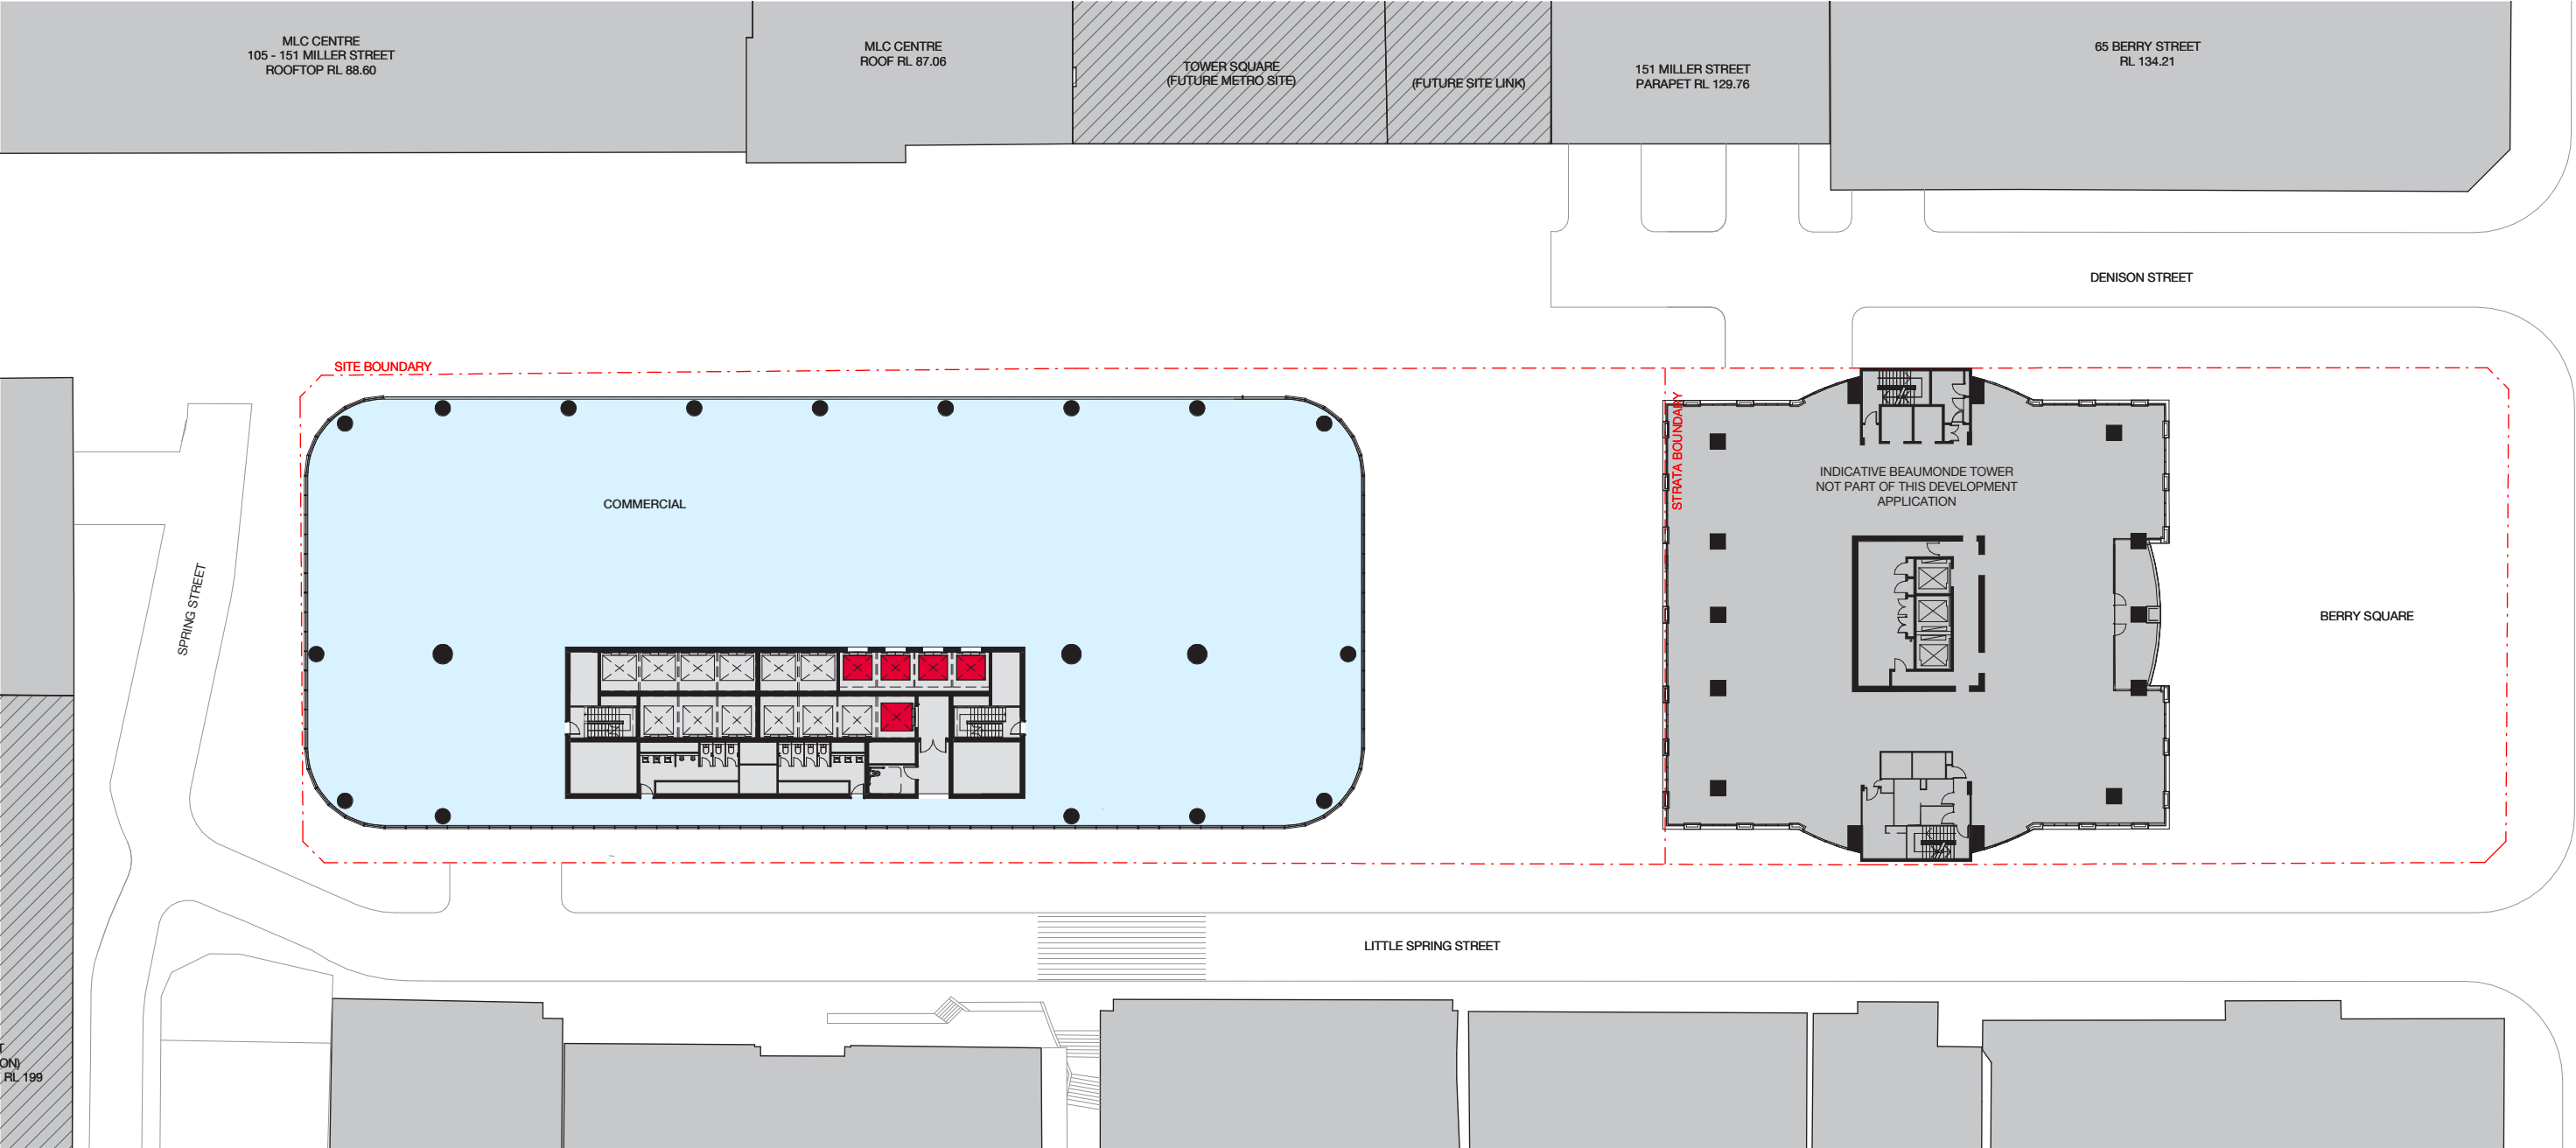 MLC CENTRE
105 - 151 MILLER STREET
ROOFTOP RL 88.60
MLC CENTRE
ROOF RL 87.06
TOWER SQUARE
(FUTURE METRO SITE)
(FUTURE SITE LINK)
151 MILLER STREET
PARAPET RL 129.76
65 BERRY STREET
RL 134.21
DENISON STREET
SITE BOUNDARY
STRATA BOUNDARY
INDICATIVE BEAUMONDE TOWER
NOT PART OF THIS DEVELOPMENT
APPLICATION
COMMERCIAL
SPRING STREET
BERRY SQUARE
LITTLE SPRING STREET
T
ON)
RL 199